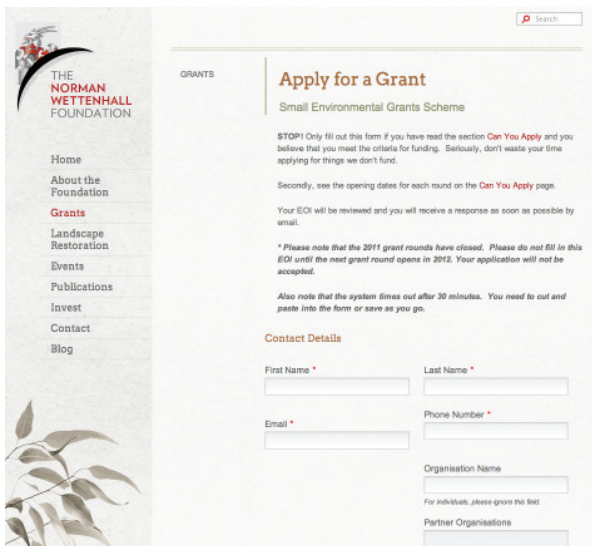 Search
THE
NORMAN
WETTENHALL
FOUNDATION
Home
About the
Foundation
Grants
Landscape
Restoration
Events
Publications
Invest
Contact
Blog
GRANTS
Apply for a Grant
Small Environmental Grants Scheme
STOP! Only fill out this form if you have read the section Can You Apply and you
believe that you meet the criteria for funding. Seriously, don't waste your time
applying for things we don't fund.
Secondly, see the opening dates for each round on the Can You Apply page.
Your EOI will be reviewed and you will receive a response as soon as possible by
email.
* Please note that the 2011 grant rounds have closed. Please do not fill in this
EOI until the next grant round opens in 2012. Your application will not be
accepted.
Also note that the system times out after 30 minutes. You need to cut and
paste into the form or save as you go.
Contact Details
First Name *
Last Name *
Email *
Phone Number *
Organisation Name
For individuals, please ignore this field.
Partner Organisations